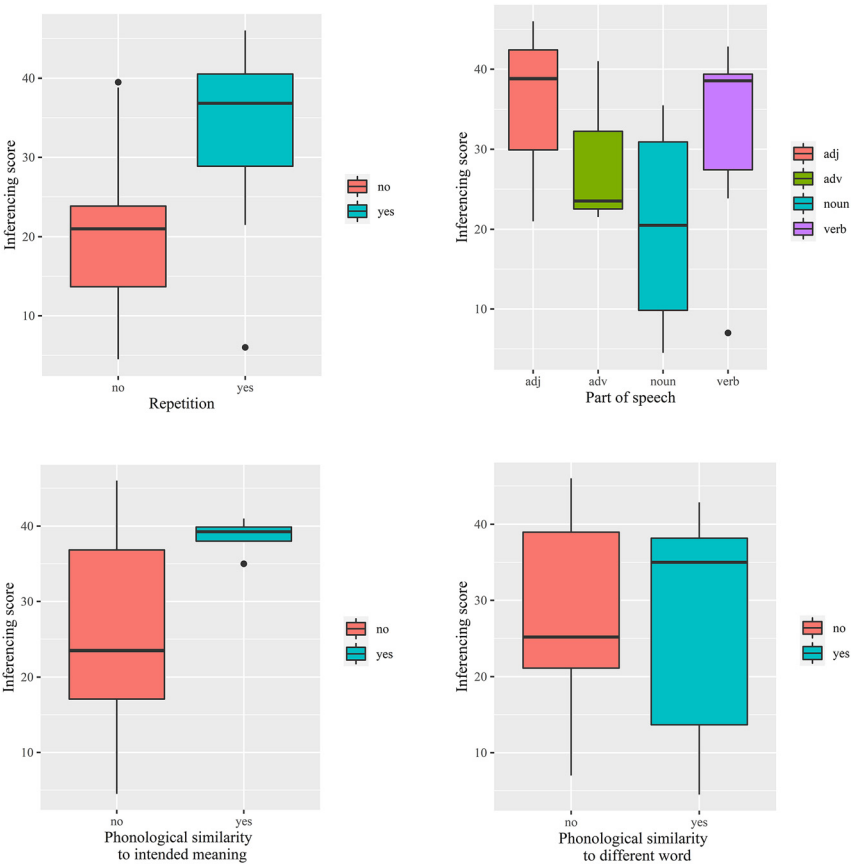 Inferencing score
40
30
20
10
no
yes
Repetition
no
yes
Inferencing score
40
30
20
10
adj
adv
noun
verb
Part of speech
adj
adv
noun
verb
Inferencing score
40
30
20
10
no
yes
Phonological similarity
to intended meaning
no
yes
Inferencing score
40
30
20
10
no
yes
Phonological similarity
to different word
no
yes